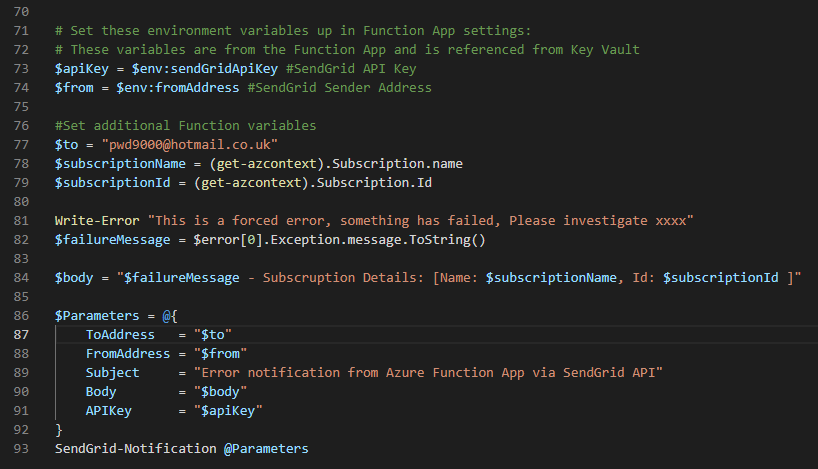 70
71 # Set these environment variables up in Function App settings:
72 # These variables are from the Function App and is referenced from Key Vault
73 $apiKey = $env:sendGridApiKey #SendGrid API Key
74 $from = $env:fromAddress #SendGrid Sender Address
75
76 #Set additional Function variables
77 $to = "pwd9000@hotmail.co.uk"
78 $subscriptionName = (get-azcontext).Subscription.name
79 $subscriptionId = (get-azcontext).Subscription.Id
80
81 Write-Error "This is a forced error, something has failed, Please investigate xxxx"
82 $failureMessage = $error[0].Exception.message.ToString()
83
84 $body = "$failureMessage - Subscruption Details: [Name: $subscriptionName, Id: $subscriptionId ]"
85
86 $Parameters = @{
87     ToAddress   = "$to"
88     FromAddress = "$from"
89     Subject     = "Error notification from Azure Function App via SendGrid API"
90     Body        = "$body"
91     APIKey      = "$apiKey"
92 }
93 SendGrid-Notification @Parameters